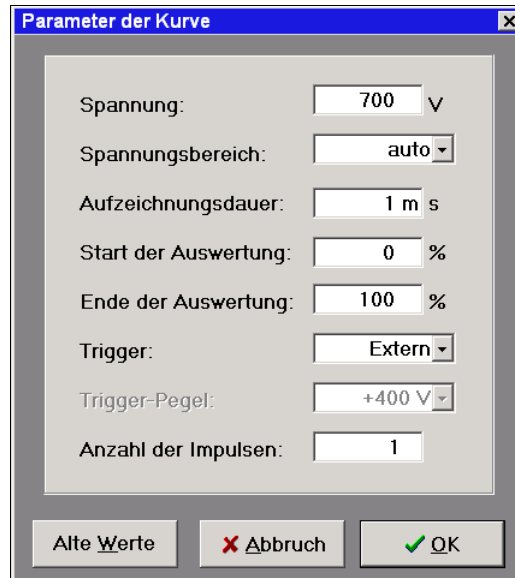 Parameter der Kurve
Spannung: 700 V
Spannungsbereich: auto
Aufzeichnungsdauer: 1 m s
Start der Auswertung: 0 %
Ende der Auswertung: 100 %
Trigger: Extern
Trigger-Pegel: +400 V
Anzahl der Impulsen: 1
Alte Werte Abbruch OK